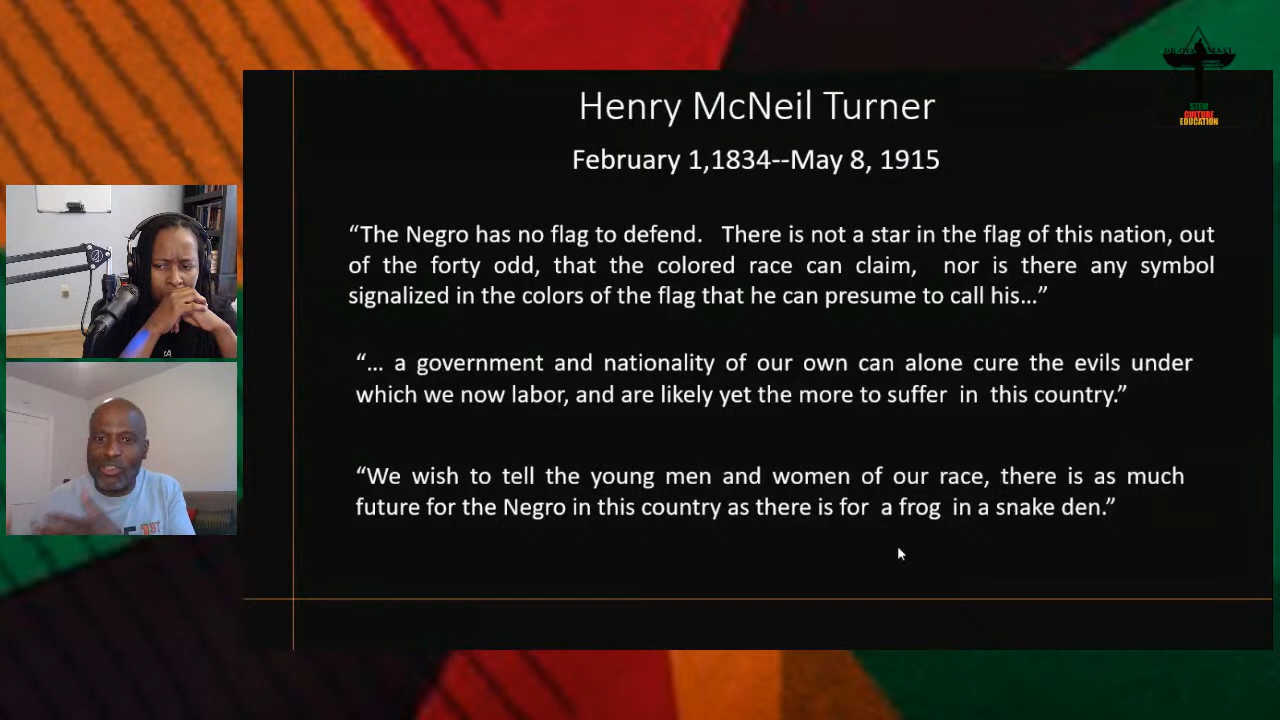 Henry McNeil Turner
February 1,1834--May 8, 1915
“The Negro has no flag to defend. There is not a star in the flag of this nation, out
of the forty odd, that the colored race can claim, nor is there any symbol
signalized in the colors of the flag that he can presume to call his…”
“… a government and nationality of our own can alone cure the evils under
which we now labor, and are likely yet the more to suffer in this country.”
“We wish to tell the young men and women of our race, there is as much
future for the Negro in this country as there is for a frog in a snake den.”
STEM
CULTURE
EDUCATION